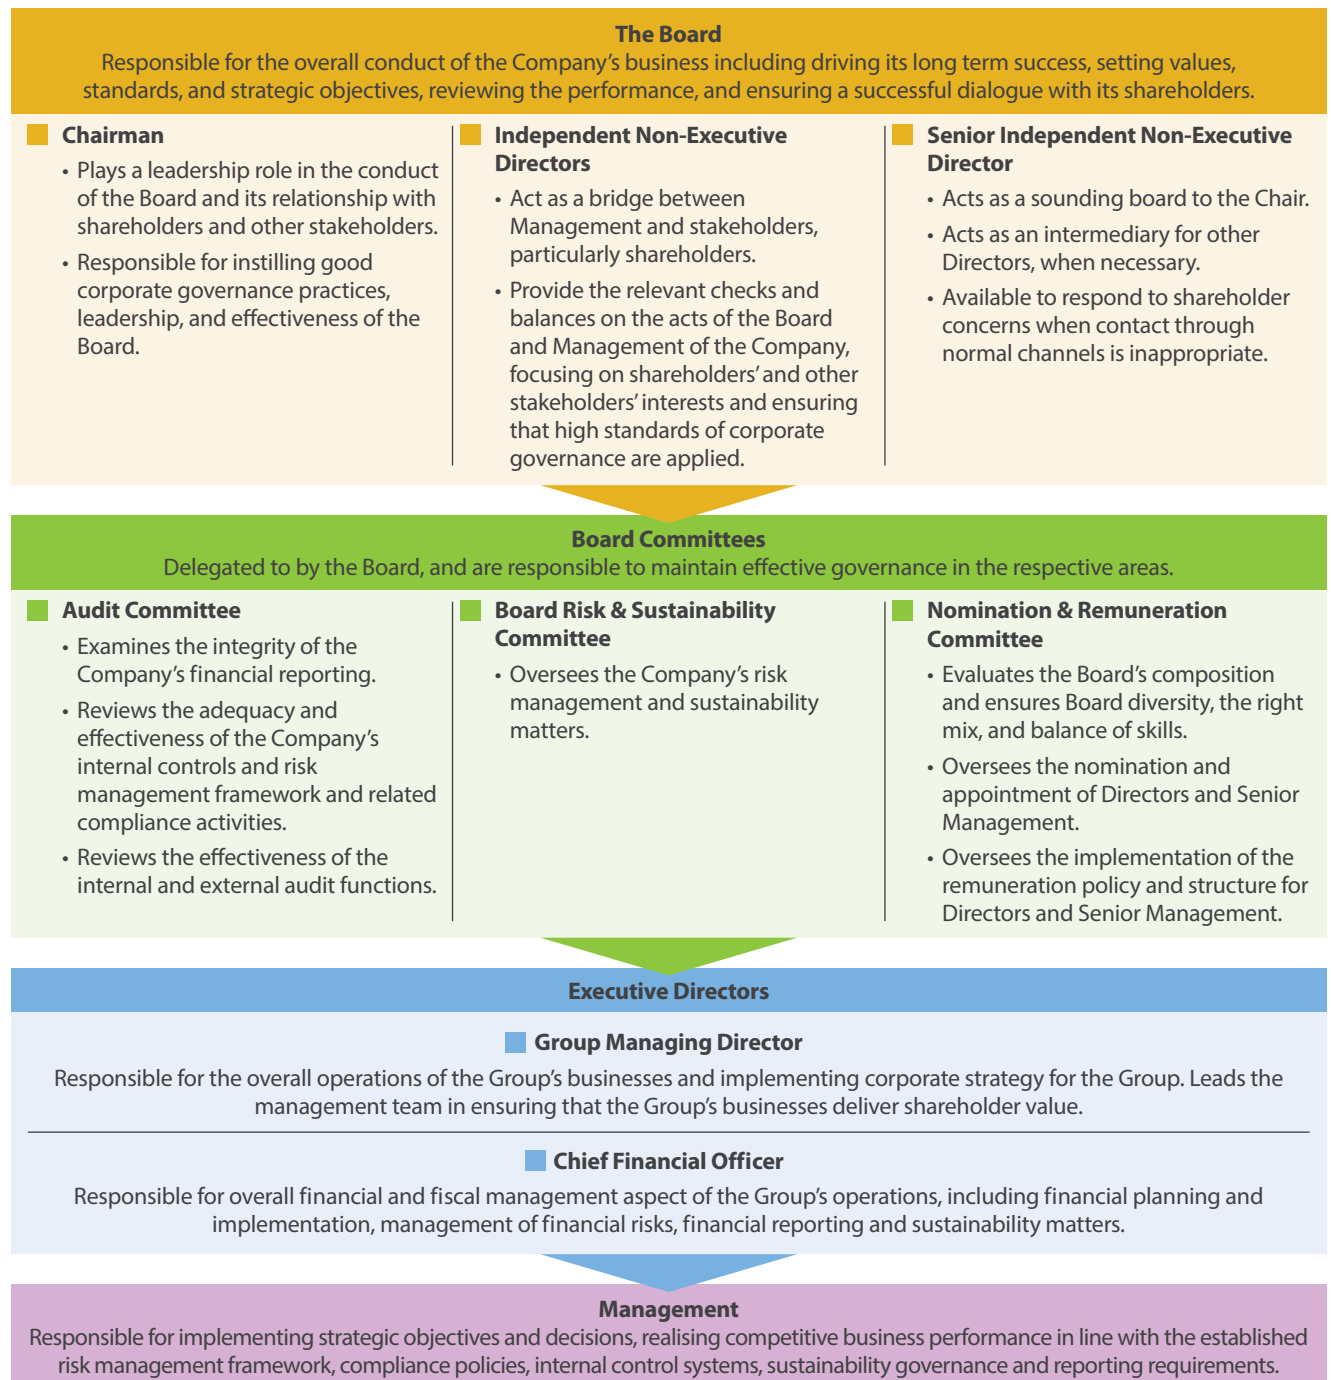 The Board
Responsible for the overall conduct of the Company’s business including driving its long term success, setting values,
standards, and strategic objectives, reviewing the performance, and ensuring a successful dialogue with its shareholders.
Chairman
• Plays a leadership role in the conduct
of the Board and its relationship with
shareholders and other stakeholders.
• Responsible for instilling good
corporate governance practices,
leadership, and effectiveness of the
Board.
Independent Non-Executive
Directors
• Act as a bridge between
Management and stakeholders,
particularly shareholders.
• Provide the relevant checks and
balances on the acts of the Board
and Management of the Company,
focusing on shareholders’ and other
stakeholders’ interests and ensuring
that high standards of corporate
governance are applied.
Senior Independent Non-Executive
Director
• Acts as a sounding board to the Chair.
• Acts as an intermediary for other
Directors, when necessary.
• Available to respond to shareholder
concerns when contact through
normal channels is inappropriate.
Board Committees
Delegated to by the Board, and are responsible to maintain effective governance in the respective areas.
Audit Committee
• Examines the integrity of the
Company’s financial reporting.
• Reviews the adequacy and
effectiveness of the Company’s
internal controls and risk
management framework and related
compliance activities.
• Reviews the effectiveness of the
internal and external audit functions.
Board Risk & Sustainability
Committee
• Oversees the Company’s risk
management and sustainability
matters.
Nomination & Remuneration
Committee
• Evaluates the Board’s composition
and ensures Board diversity, the right
mix, and balance of skills.
• Oversees the nomination and
appointment of Directors and Senior
Management.
• Oversees the implementation of the
remuneration policy and structure for
Directors and Senior Management.
Executive Directors
Group Managing Director
Responsible for the overall operations of the Group’s businesses and implementing corporate strategy for the Group. Leads the
management team in ensuring that the Group’s businesses deliver shareholder value.
Chief Financial Officer
Responsible for overall financial and fiscal management aspect of the Group’s operations, including financial planning and
implementation, management of financial risks, financial reporting and sustainability matters.
Management
Responsible for implementing strategic objectives and decisions, realising competitive business performance in line with the established
risk management framework, compliance policies, internal control systems, sustainability governance and reporting requirements.